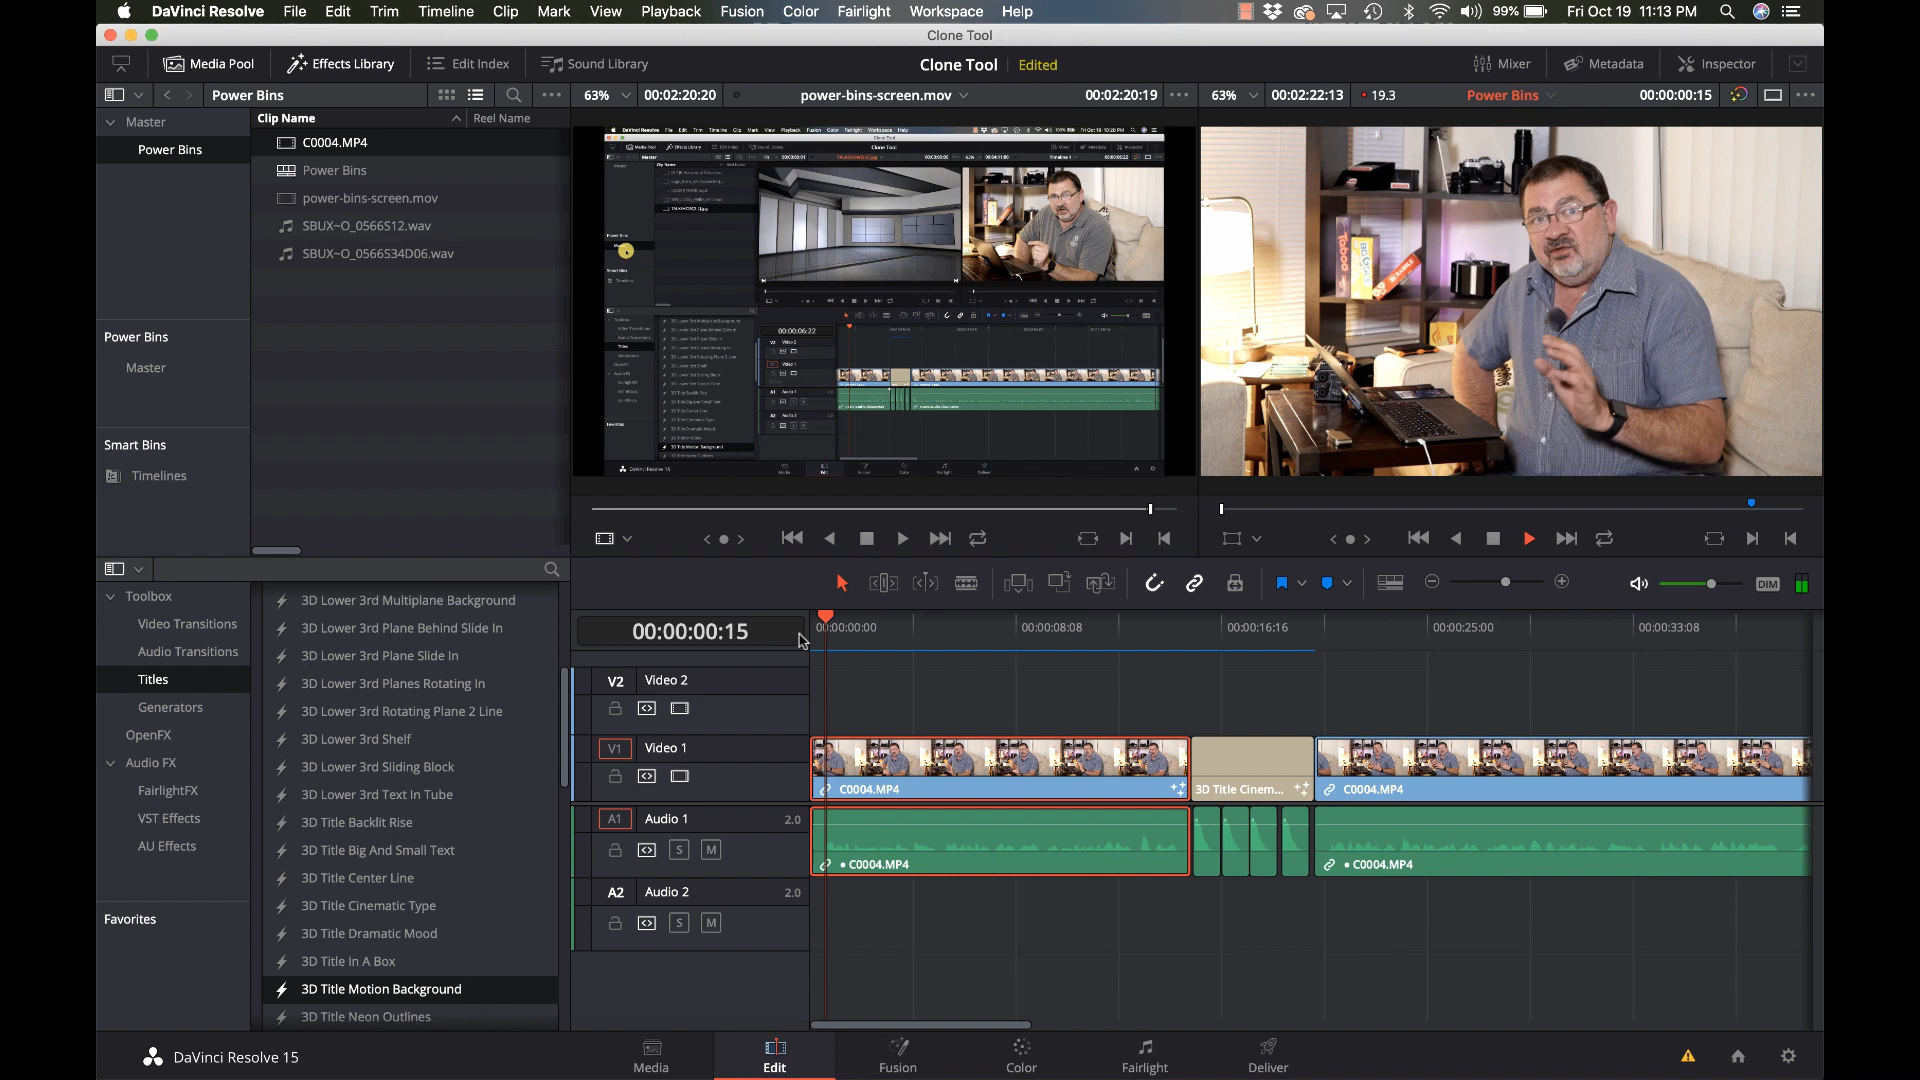 DaVinci Resolve File Edit Trim Timeline Clip Mark View Playback Fusion Color Fairlight Workspace Help 99% Fri Oct 19 11:13 PM
Clone Tool
Media Pool Effects Library Edit Index Sound Library Clone Tool Edited Mixer Metadata Inspector
Power Bins 63% 00:02:20:20 power-bins-screen.mov 00:02:20:19 63% 00:02:22:13 19.3 Power Bins 00:00:00:15
Master
Power Bins
Clip Name Reel Name
C0004.MP4
Power Bins
power-bins-screen.mov
SBUX~O_0566S12.wav
SBUX~O_0566S34D06.wav
Power Bins
Master
Smart Bins
Timelines
Toolbox
Video Transitions
Audio Transitions
Titles
Generators
OpenFX
Audio FX
FairlightFX
VST Effects
AU Effects
Favorites
3D Lower 3rd Multiplane Background
3D Lower 3rd Plane Behind Slide In
3D Lower 3rd Plane Slide In
3D Lower 3rd Planes Rotating In
3D Lower 3rd Rotating Plane 2 Line
3D Lower 3rd Shelf
3D Lower 3rd Sliding Block
3D Lower 3rd Text In Tube
3D Title Backlit Rise
3D Title Big And Small Text
3D Title Center Line
3D Title Cinematic Type
3D Title Dramatic Mood
3D Title In A Box
3D Title Motion Background
3D Title Neon Outlines
DIM
00:00:00:15 00:00:00:00 00:00:08:08 00:00:16:16 00:00:25:00 00:00:33:08
V2 Video 2
V1 Video 1
C0004.MP4 3D Title Cinem... C0004.MP4
A1 Audio 1 2.0
S M
C0004.MP4 C0004.MP4
A2 Audio 2 2.0
S M
DaVinci Resolve 15 Media Edit Fusion Color Fairlight Deliver